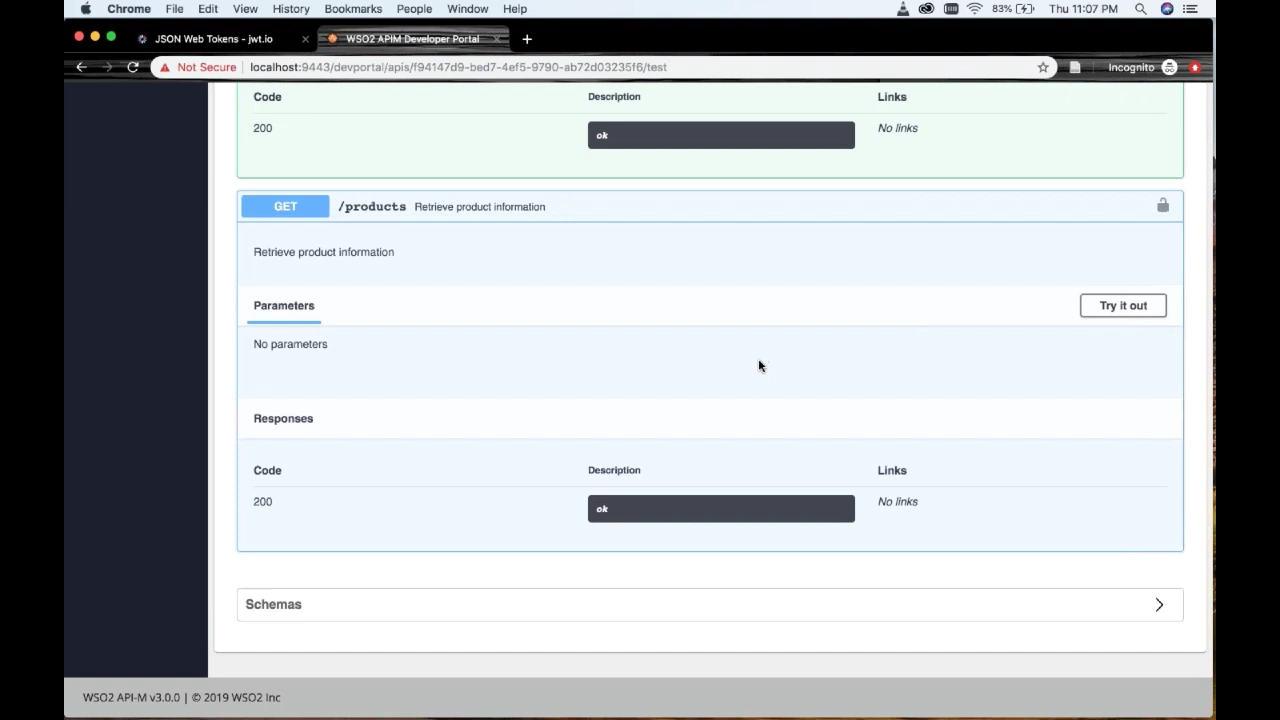 Chrome File Edit View History Bookmarks People Window Help 83% Thu 11:07 PM
JSON Web Tokens - jwt.io WSO2 APIM Developer Portal
Not Secure localhost:9443/devportal/apis/f94147d9-bed7-4ef5-9790-ab72d03235f6/test Incognito
Code Description Links
200 ok No links
GET /products Retrieve product information
Retrieve product information
Parameters Try it out
No parameters
Responses
Code Description Links
200 ok No links
Schemas
WSO2 API-M v3.0.0 | © 2019 WSO2 Inc